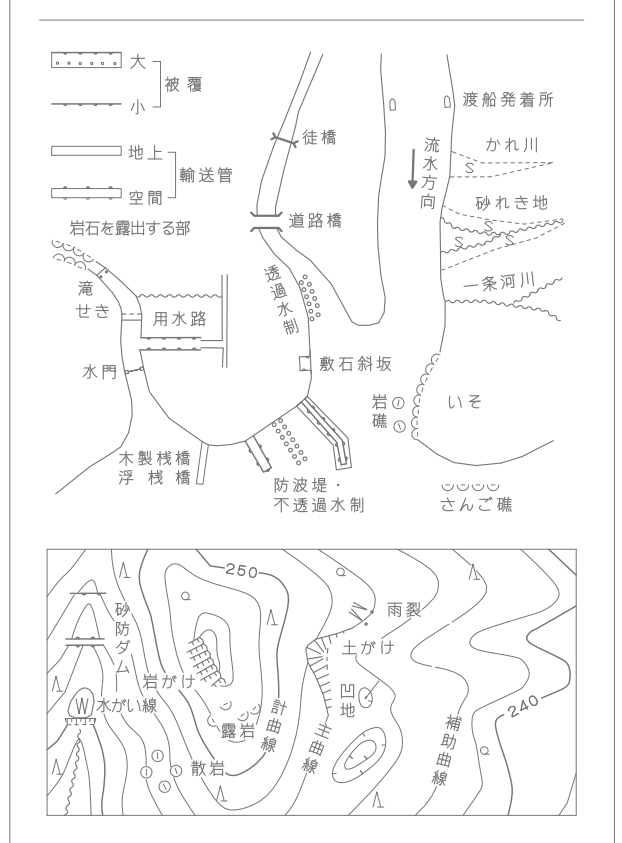 大
小
被覆
地上
空間
輸送管
岩石を露出する部
滝
せき
用水路
水門
木製桟橋
浮桟橋
徒橋
道路橋
透過水制
敷石斜坂
防波堤・
不透過水制
渡船発着所
流水方向
かれ川
S
砂れき地
S
S
一条河川
岩礁
いそ
さんご礁
250
砂防ダム
雨裂
土がけ
岩がけ
水がい線
W
凹地
露岩
計曲線
主曲線
補助曲線
240
散岩